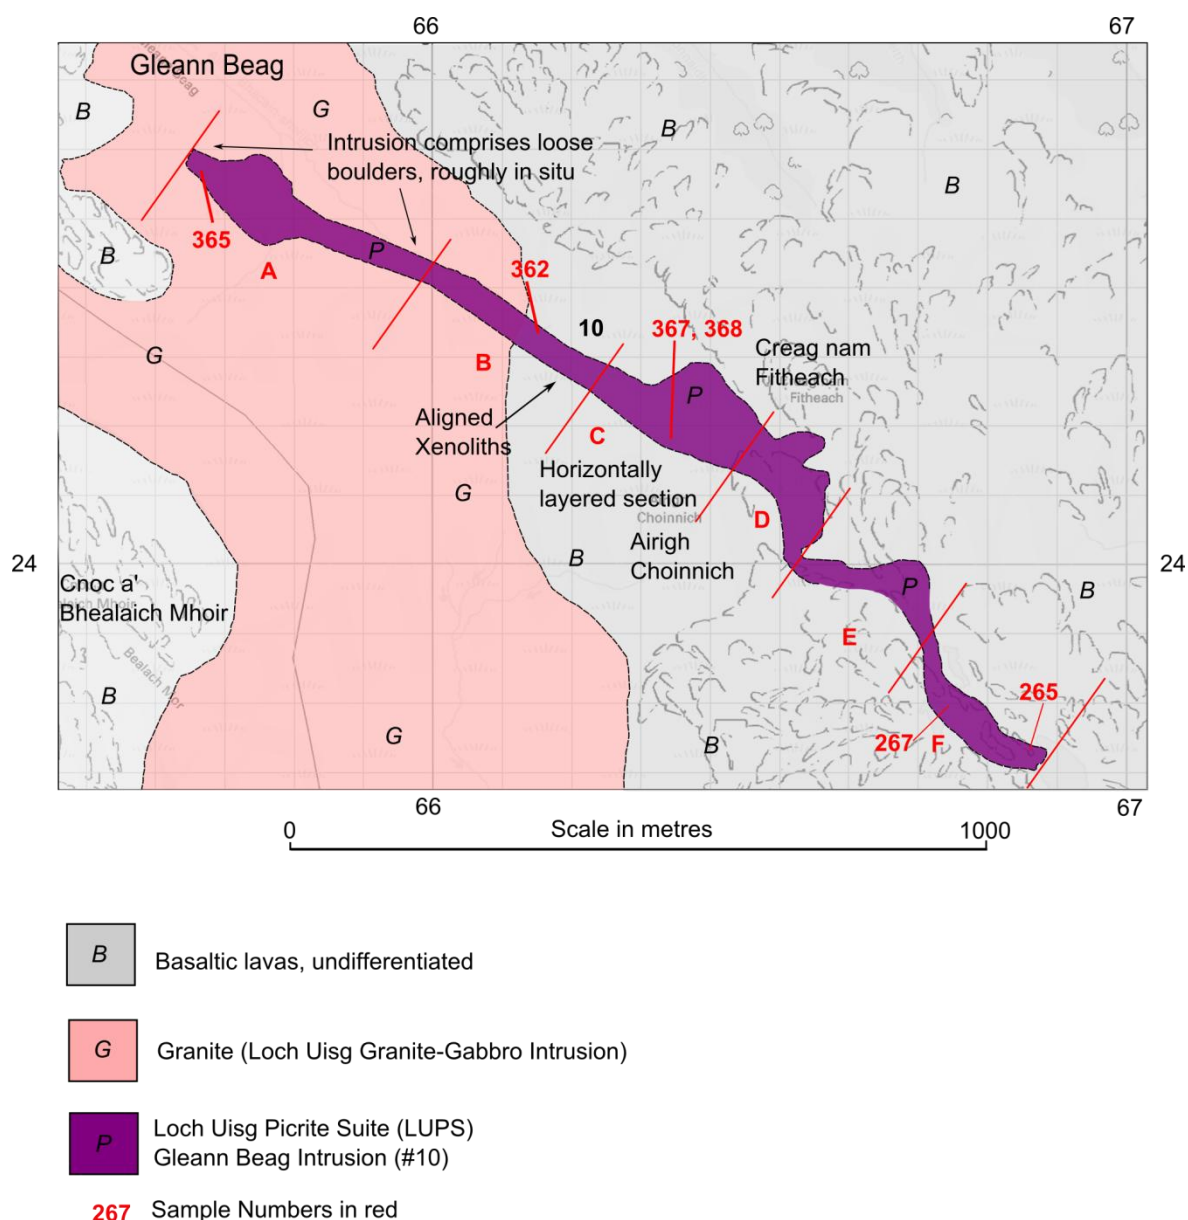 66
67
Gleann Beag
B
G
B
Intrusion comprises loose
boulders, roughly in situ
B
365
P
B
A
362
10
367, 368
G
B
Creag nam
Fitheach
Fitheach
P
Aligned
Xenoliths
C
Horizontally
layered section
G
Choinnich
D
Airigh
Choinnich
24
B
24
Cnoc a'
Bhealaich Mhoir
P
B
E
Bealach Mor
B
265
G
267
F
B
66
67
0
Scale in metres
1000
B
Basaltic lavas, undifferentiated
G
Granite (Loch Uisg Granite-Gabbro Intrusion)
P
Loch Uisg Picrite Suite (LUPS)
Gleann Beag Intrusion (#10)
267
Sample Numbers in red